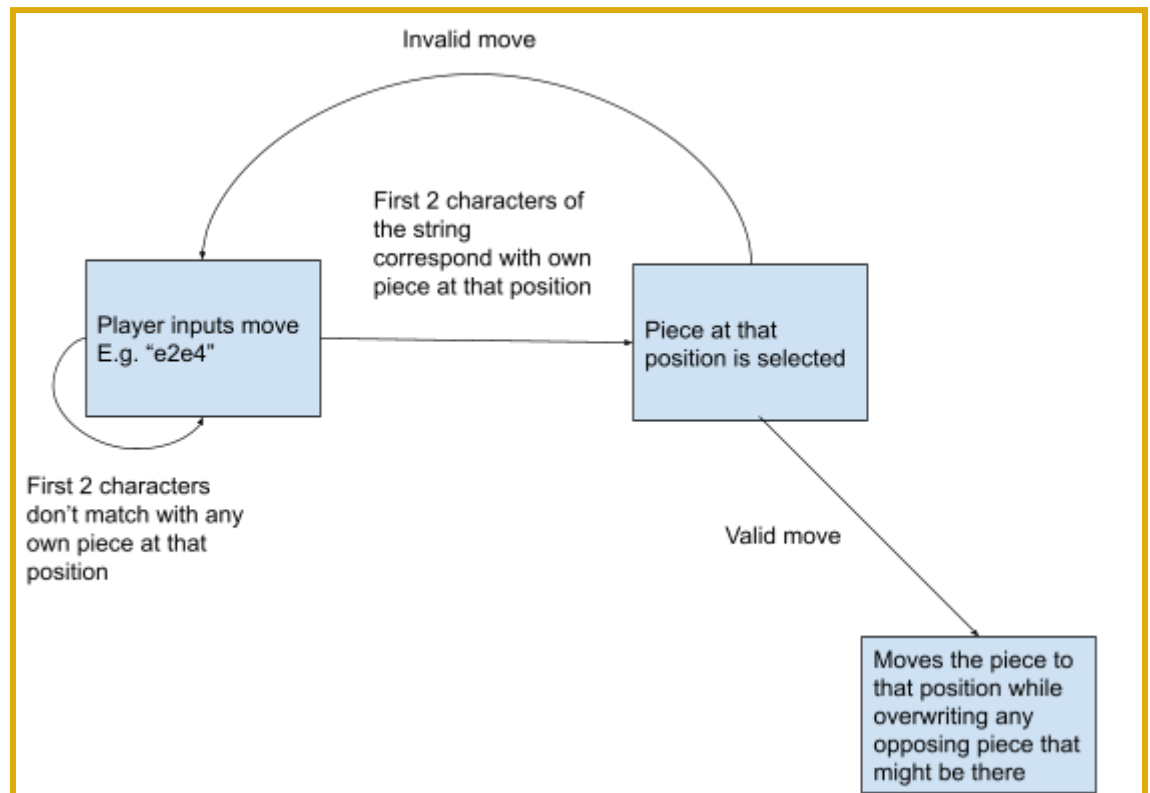 Invalid move
First 2 characters of
the string
correspond with own
piece at that position
Player inputs move
E.g. “e2e4”
Piece at that
position is selected
First 2 characters
don’t match with any
own piece at that
position
Valid move
Moves the piece to
that position while
overwriting any
opposing piece that
might be there